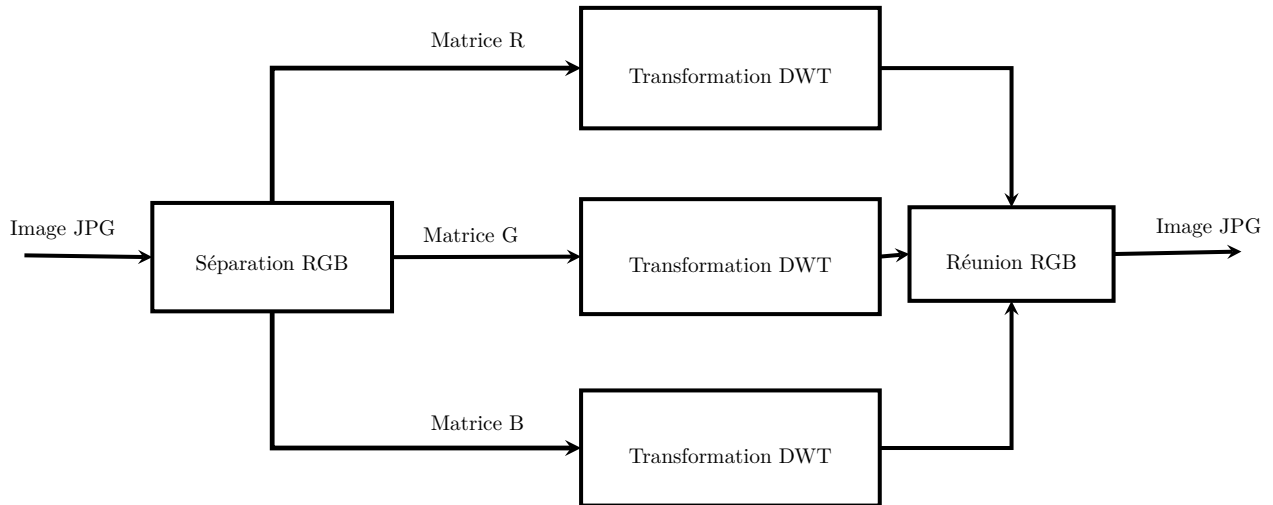 Matrice R
Transformation DWT
Image JPG
Séparation RGB
Matrice G
Transformation DWT
Réunion RGB
Image JPG
Matrice B
Transformation DWT